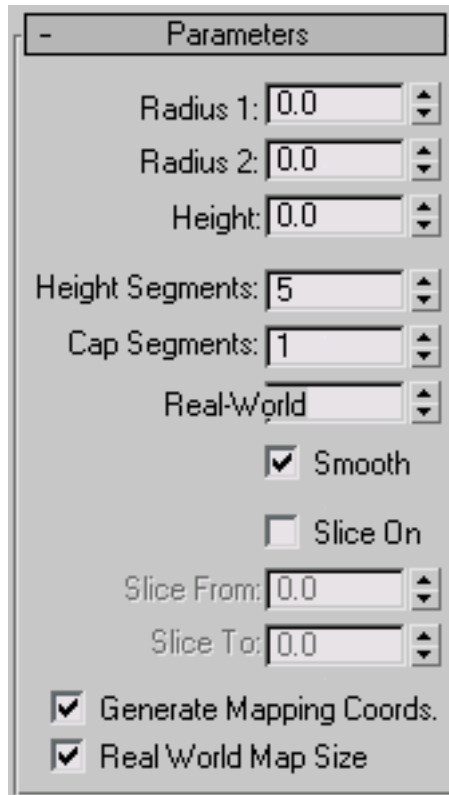 - Parameters
Radius 1: 0.0
Radius 2: 0.0
Height: 0.0
Height Segments: 5
Cap Segments: 1
Real-World
Smooth
Slice On
Slice From: 0.0
Slice To: 0.0
Generate Mapping Coords.
Real World Map Size